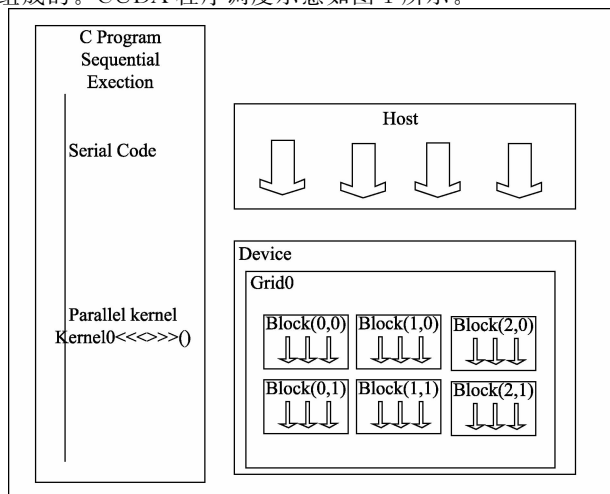 组成的。CUDA 程序调度示意如图 1 所示。
C Program
Sequential
Exection
Serial Code
Host
Device
Grid0
Parallel kernel
Kernel0<<<>>>()
Block(0,0) Block(1,0) Block(2,0)
Block(0,1) Block(1,1) Block(2,1)